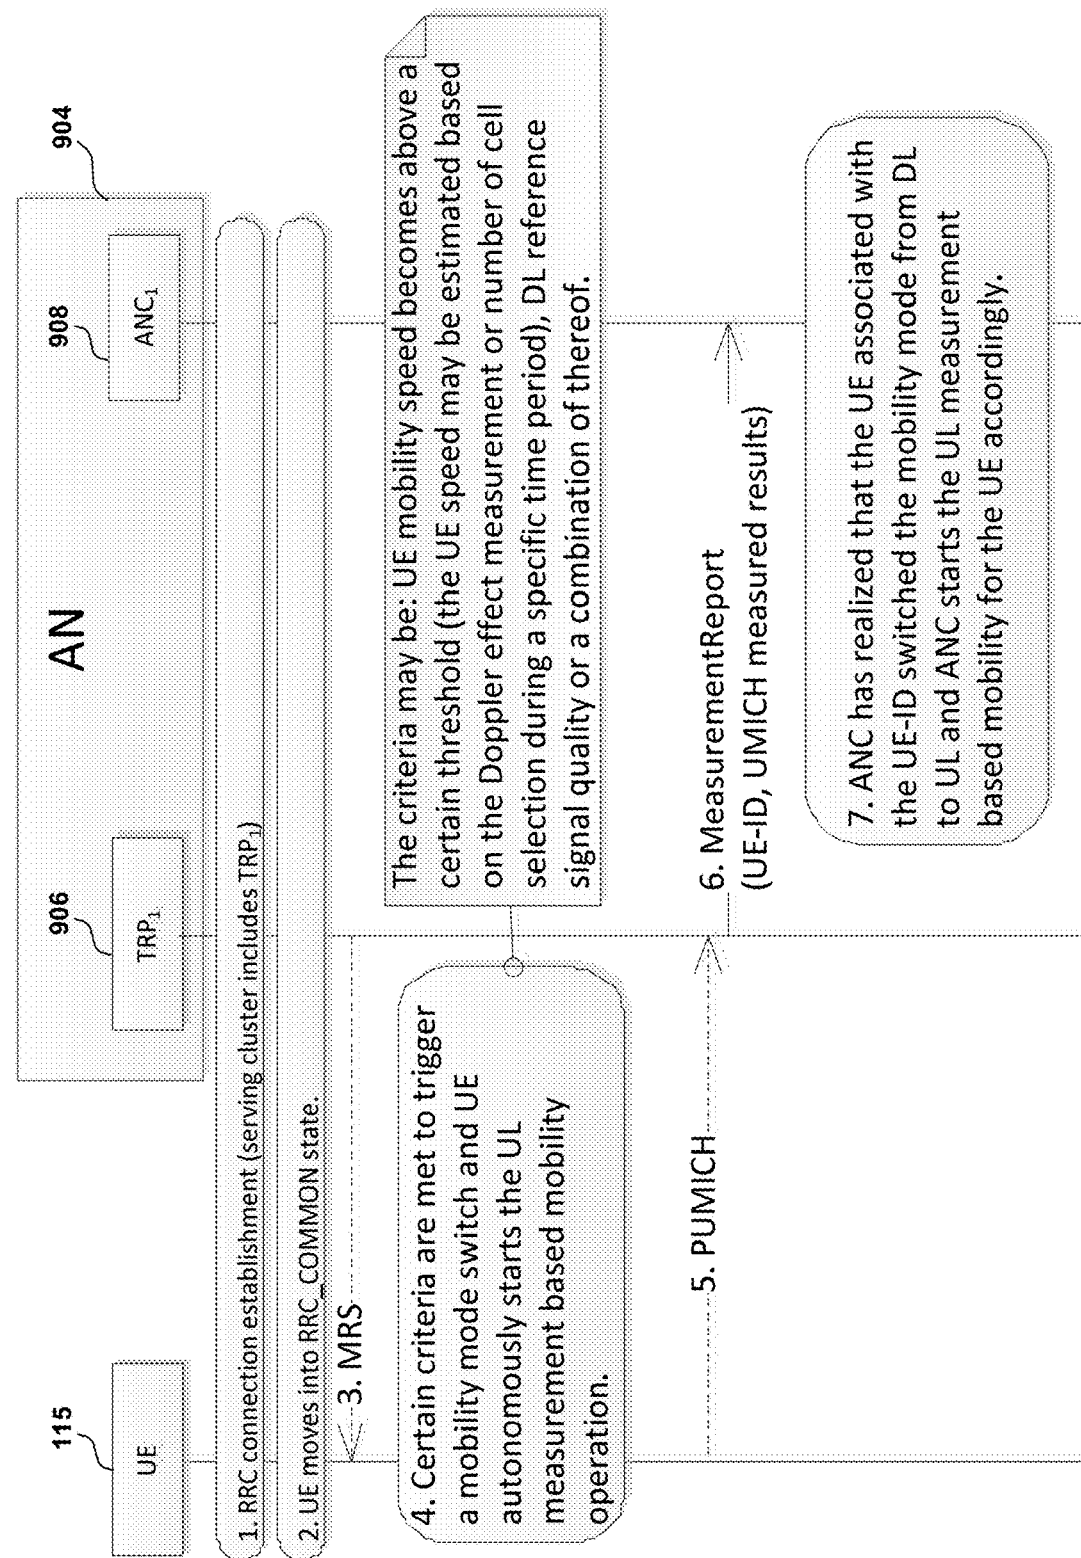 904
AN
115
906
908
UE
TRP1
ANC1
1. RRC connection establishment (serving cluster includes TRP1)
2. UE moves into RRC_COMMON state.
3. MRS
4. Certain criteria are met to trigger
a mobility mode switch and UE
autonomously starts the UL
measurement based mobility
operation.
The criteria may be: UE mobility speed becomes above a
certain threshold (the UE speed may be estimated based
on the Doppler effect measurement or number of cell
selection during a specific time period), DL reference
signal quality or a combination of thereof.
5. PUMICH
6. MeasurementReport
(UE-ID, UMICH measured results)
7. ANC has realized that the UE associated with
the UE-ID switched the mobility mode from DL
to UL and ANC starts the UL measurement
based mobility for the UE accordingly.